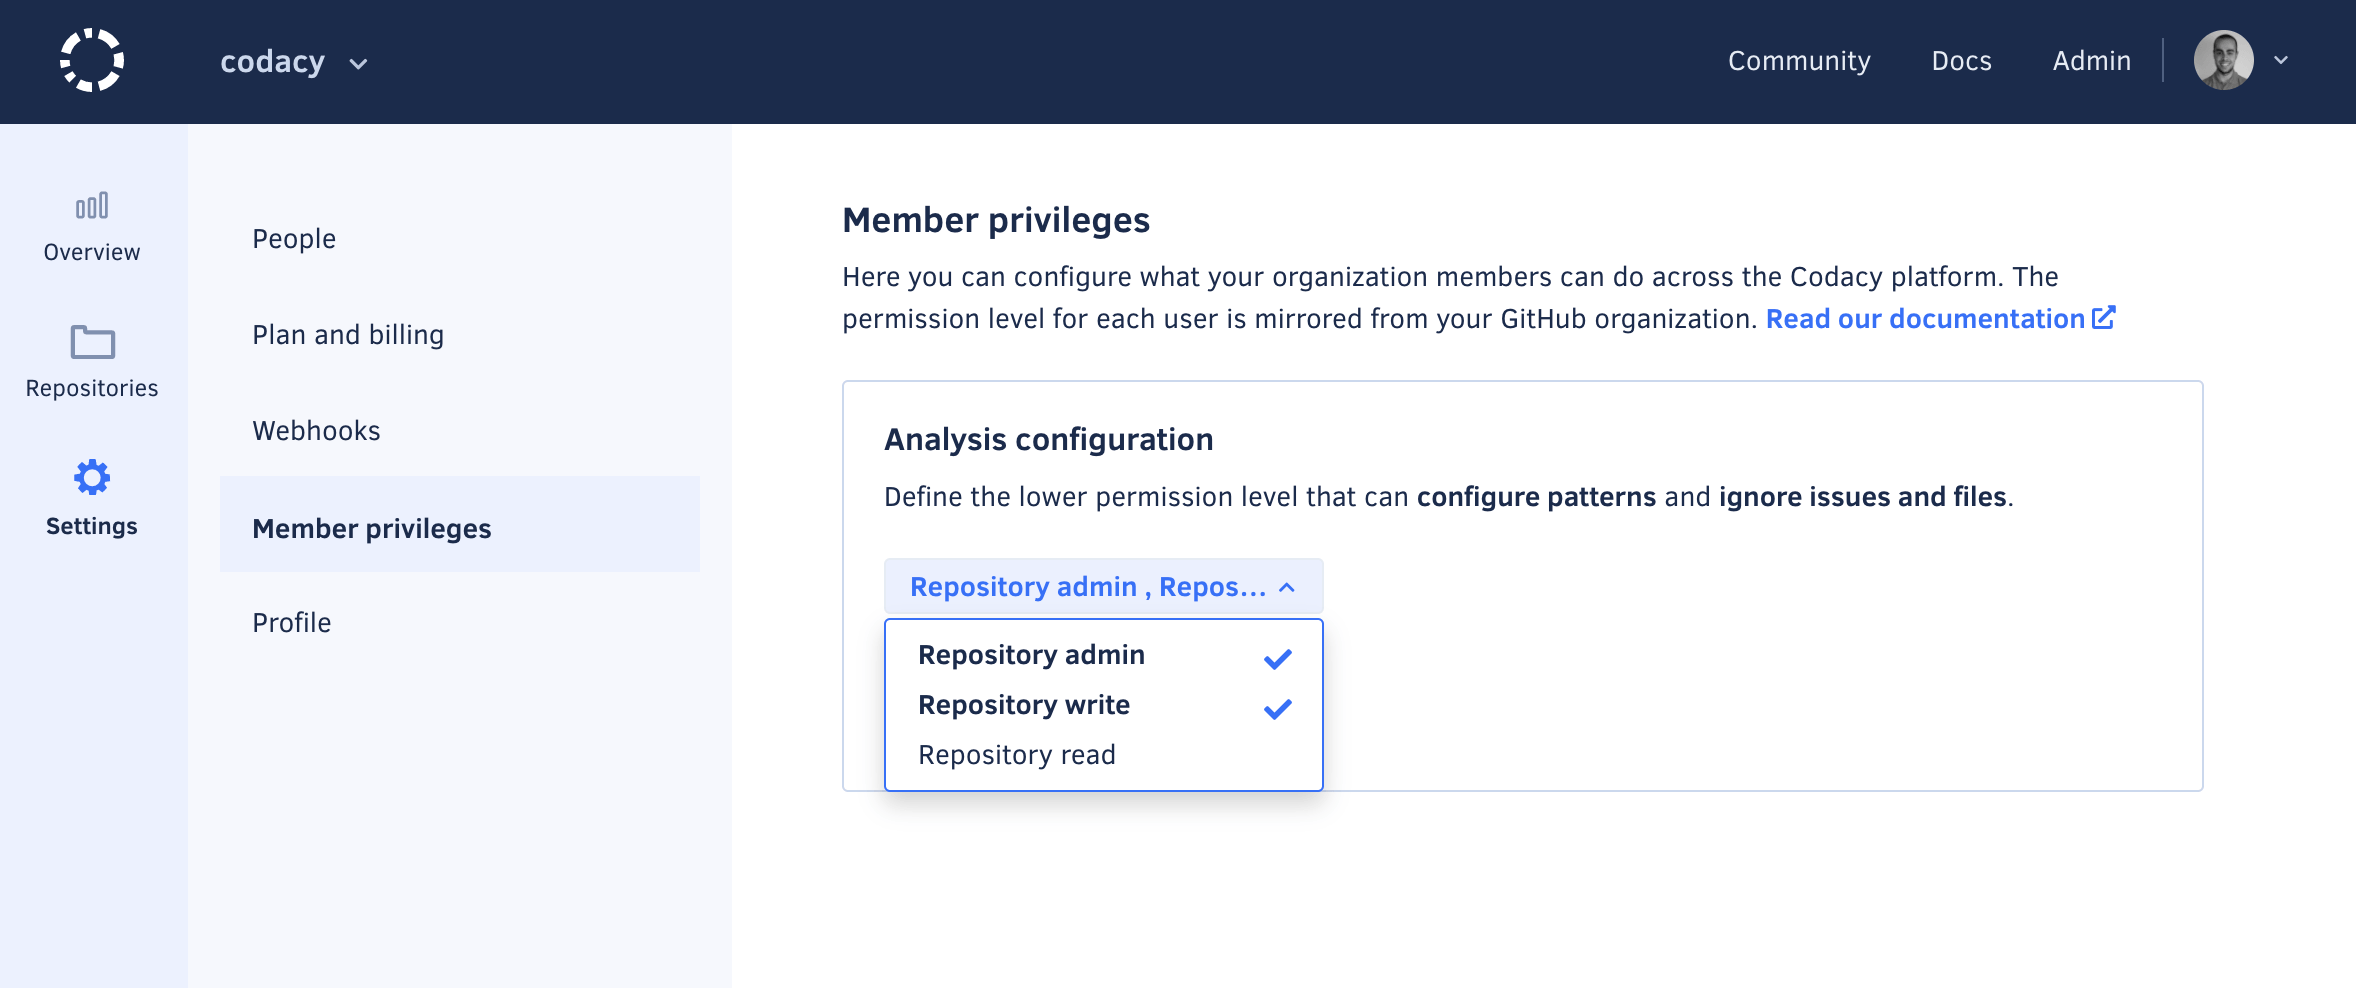 codacy
Community
Docs
Admin
Overview
Repositories
Settings
People
Plan and billing
Webhooks
Member privileges
Profile
Member privileges
Here you can configure what your organization members can do across the Codacy platform. The
permission level for each user is mirrored from your GitHub organization. Read our documentation
Analysis configuration
Define the lower permission level that can configure patterns and ignore issues and files.
Repository admin , Repos...
Repository admin
Repository write
Repository read